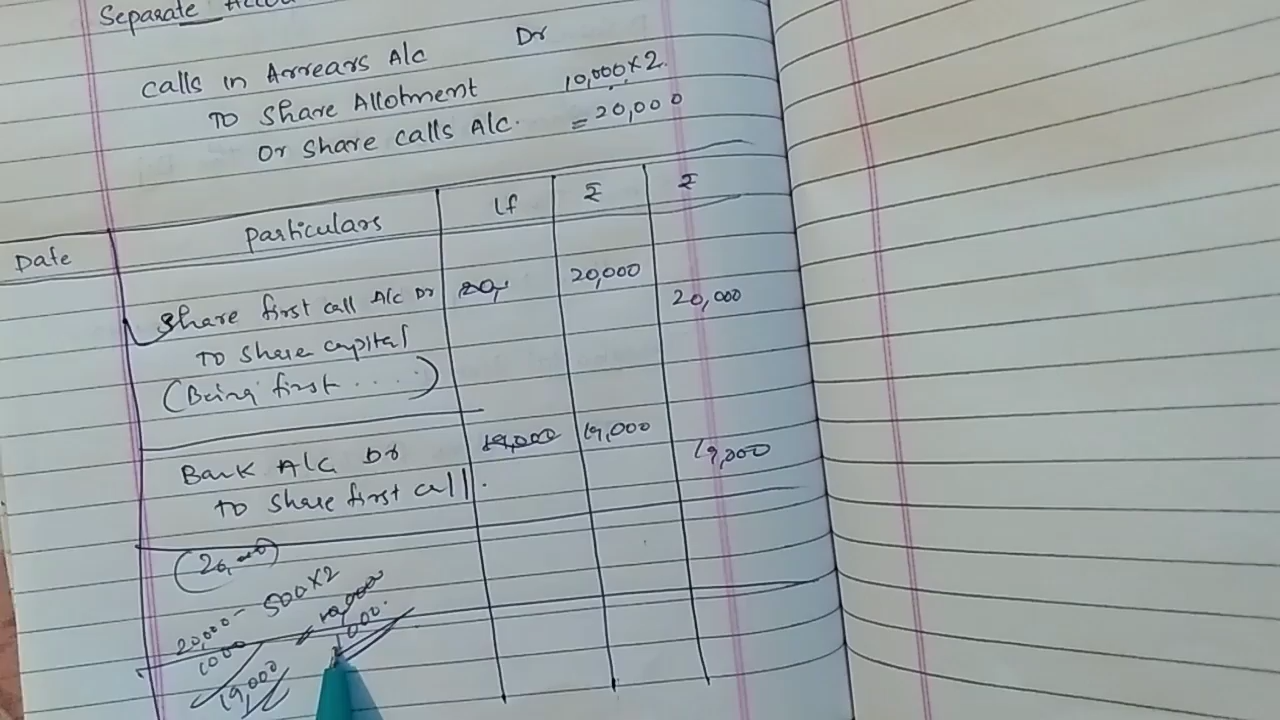 Separate
Calls in Arrears A/c Dr
To Share Allotment 10,000×2
Or Share calls A/c. =20,000
Date Particulars Lf ₹ ₹
Share first call A/c Dr 20,000
To Share capital 20,000
(Being first ....)
Bank A/c Dr 19,000 19,000
To Share first call. 19,000
20,000 - 500×2
1000 1000.
19,000